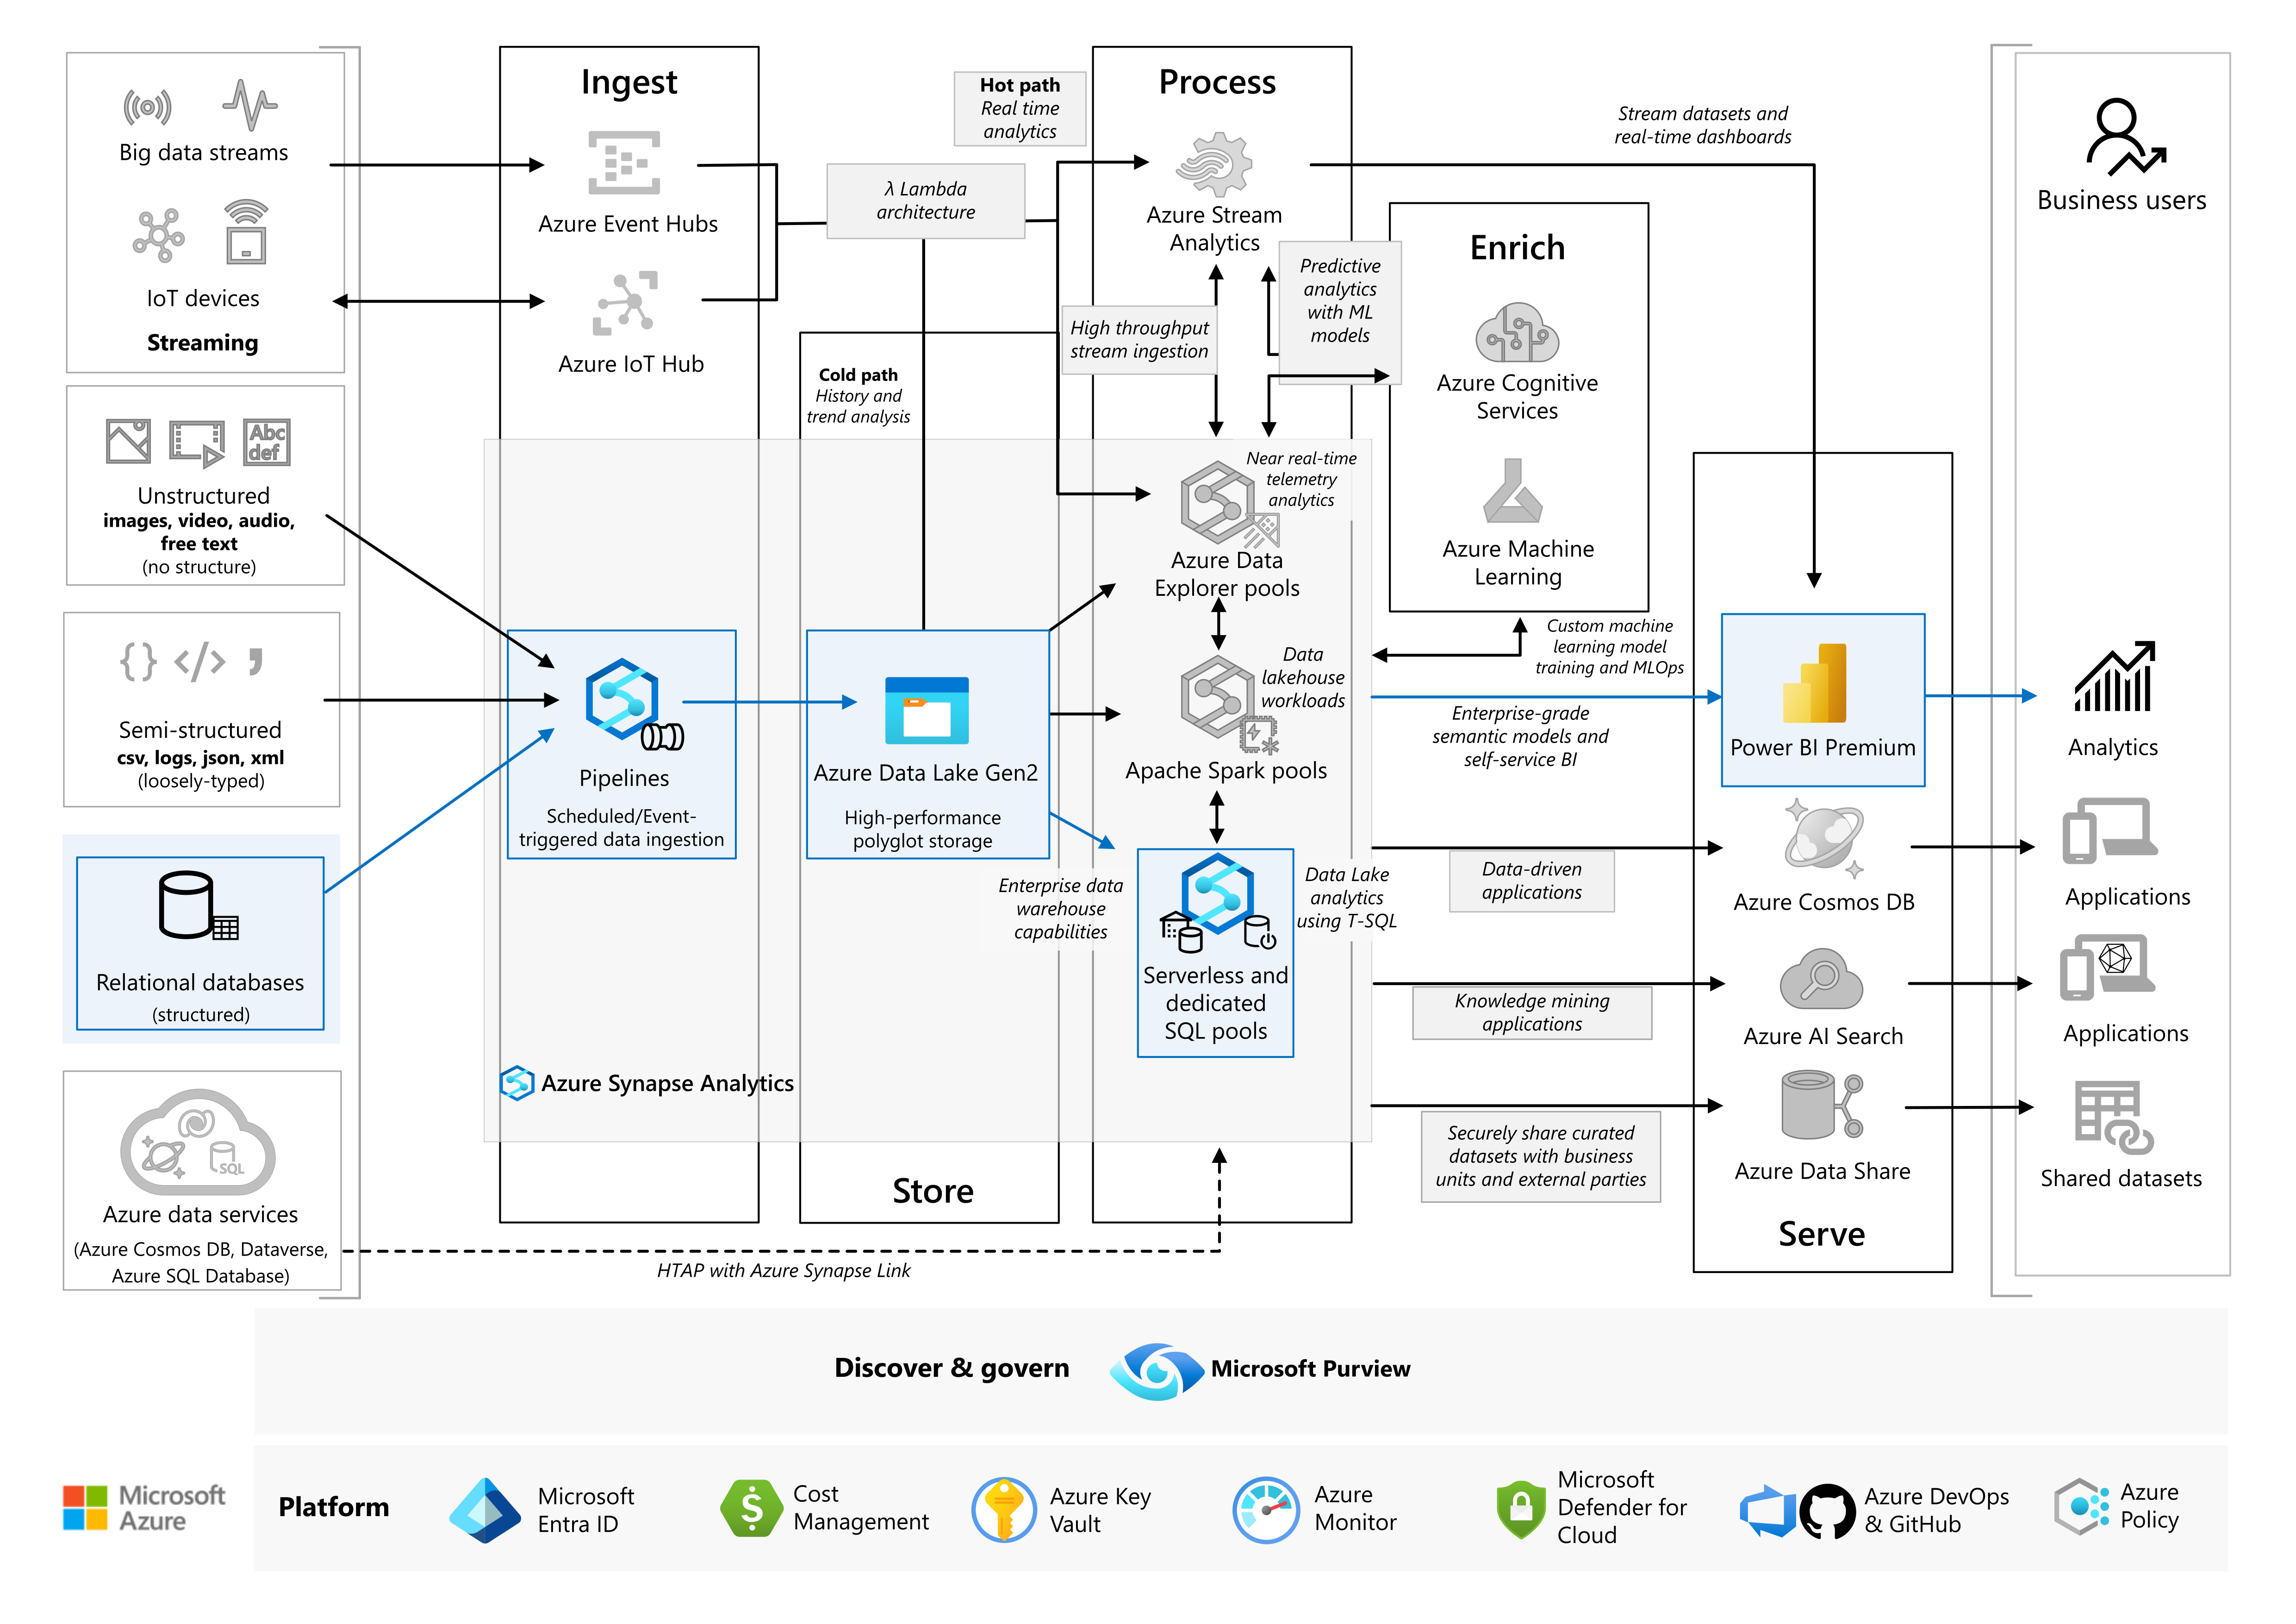 Big data streams
IoT devices
Streaming
Abc
def
Unstructured
images, video, audio,
free text
(no structure)
{} </> ,
Semi-structured
csv, logs, json, xml
(loosely-typed)
Relational databases
(structured)
SQL
Azure data services
(Azure Cosmos DB, Dataverse,
Azure SQL Database)
Ingest
Azure Event Hubs
Azure IoT Hub
Pipelines
Scheduled/Event-
triggered data ingestion
Azure Synapse Analytics
λ Lambda
architecture
Cold path
History and
trend analysis
Azure Data Lake Gen2
High-performance
polyglot storage
Store
HTAP with Azure Synapse Link
Hot path
Real time
analytics
Process
Azure Stream
Analytics
High throughput
stream ingestion
Predictive
analytics
with ML
models
Near real-time
telemetry
analytics
Azure Data
Explorer pools
Data
lakehouse
workloads
Apache Spark pools
Enterprise data
warehouse
capabilities
Data Lake
analytics
using T-SQL
Serverless and
dedicated
SQL pools
Enrich
Azure Cognitive
Services
Azure Machine
Learning
Custom machine
learning model
training and MLOps
Stream datasets and
real-time dashboards
Enterprise-grade
semantic models and
self-service BI
Data-driven
applications
Knowledge mining
applications
Securely share curated
datasets with business
units and external parties
Power BI Premium
Azure Cosmos DB
Azure AI Search
Azure Data Share
Serve
Business users
Analytics
Applications
Applications
Shared datasets
Discover & govern
Microsoft Purview
Microsoft
Azure
Platform
Microsoft
Entra ID
$
Cost
Management
Azure Key
Vault
Azure
Monitor
Microsoft
Defender for
Cloud
Azure DevOps
& GitHub
Azure
Policy